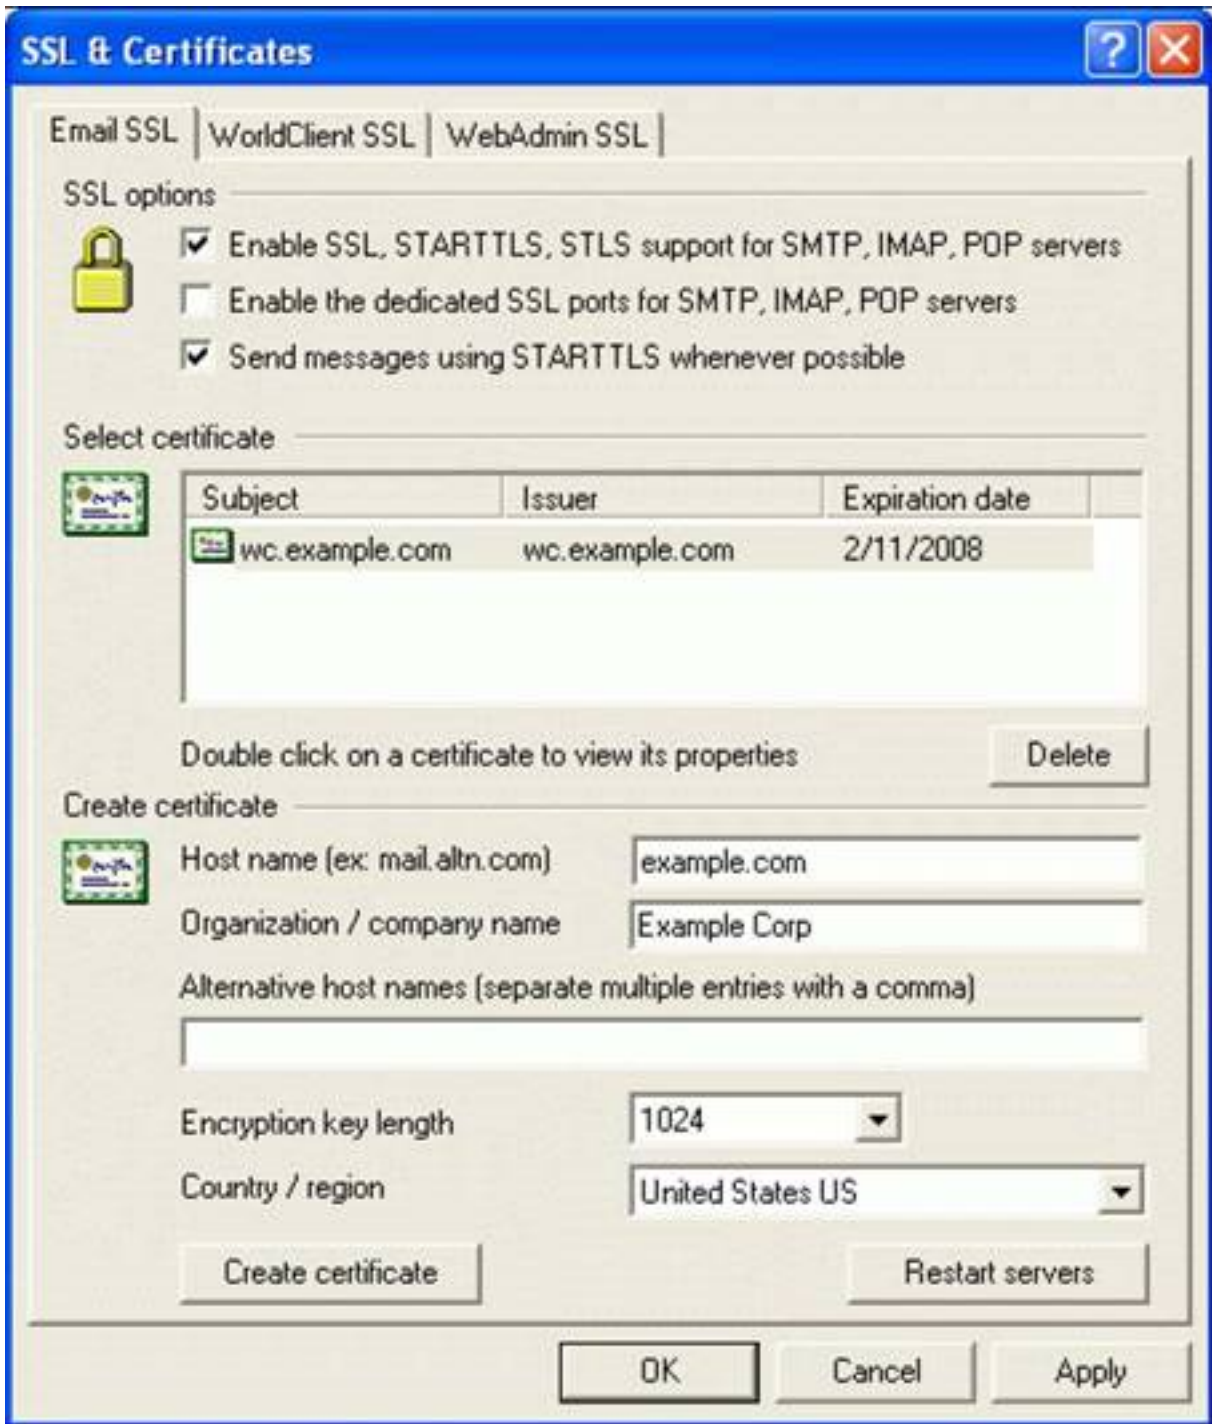 SSL & Certificates
Email SSL WorldClient SSL WebAdmin SSL
SSL options
Enable SSL, STARTTLS, STLS support for SMTP, IMAP, POP servers
Enable the dedicated SSL ports for SMTP, IMAP, POP servers
Send messages using STARTTLS whenever possible
Select certificate
Subject Issuer Expiration date
wc.example.com wc.example.com 2/11/2008
Double click on a certificate to view its properties Delete
Create certificate
Host name (ex: mail.altn.com) example.com
Organization / company name Example Corp
Alternative host names (separate multiple entries with a comma)
Encryption key length 1024
Country / region United States US
Create certificate Restart servers
OK Cancel Apply